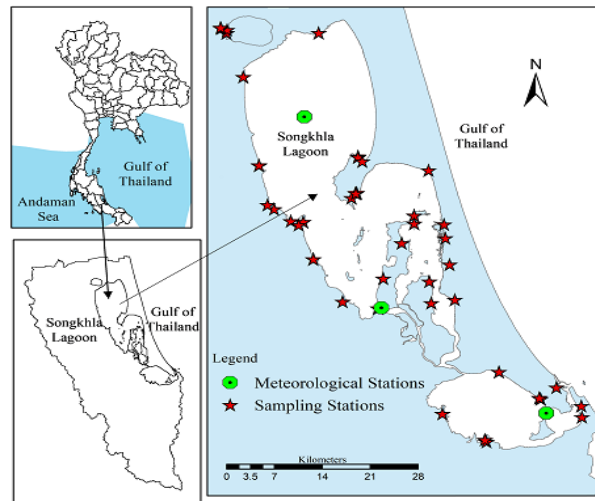 Gulf of
Thailand
Andaman
Sea
Songkhla
Lagoon
Gulf of
Thailand
Songkhla
Lagoon
Gulf of
Thailand
N
Legend
Meteorological Stations
Sampling Stations
Kilometers
0 3.5 7 14 21 28